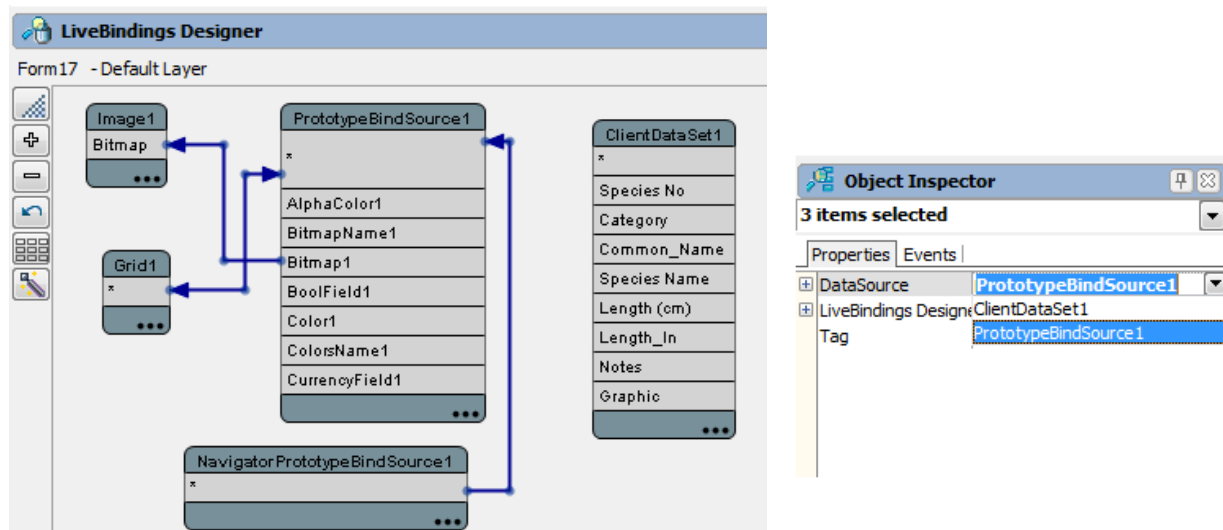 LiveBindings Designer
Form17 - Default Layer
Image1
Bitmap
Grid1
*
PrototypeBindSource1
*
AlphaColor1
BitmapName1
Bitmap1
BoolField1
Color1
ColorsName1
CurrencyField1
NavigatorPrototypeBindSource1
*
ClientDataSet1
*
Species No
Category
Common_Name
Species Name
Length (cm)
Length_In
Notes
Graphic
Object Inspector
3 items selected
Properties Events
DataSource PrototypeBindSource1
LiveBindings Designe ClientDataSet1
Tag PrototypeBindSource1